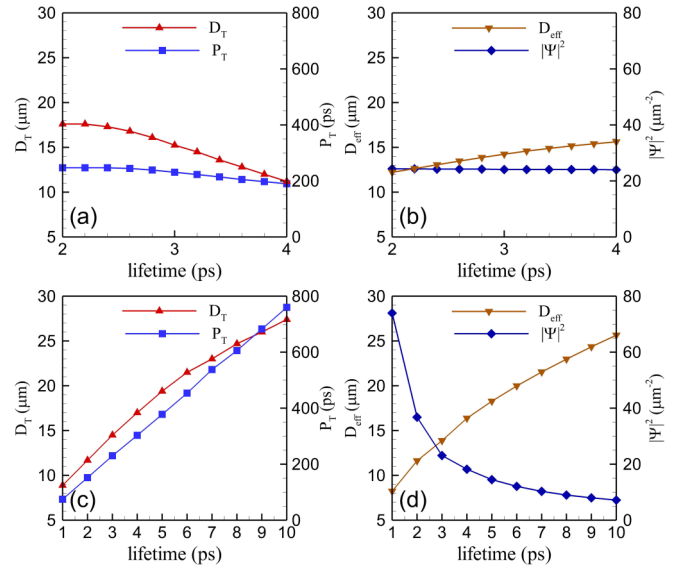 30
25
20
15
10
5
D_T (μm)
D_T
P_T
(a)
800
600
400
200
0
P_T (ps)
2
3
4
lifetime (ps)
30
25
20
15
10
5
D_eff (μm)
D_eff
|Ψ|²
(b)
80
60
40
20
0
|Ψ|² (μm⁻²)
2
3
4
lifetime (ps)
30
25
20
15
10
5
D_T (μm)
D_T
P_T
(c)
800
600
400
200
0
P_T (ps)
1 2 3 4 5 6 7 8 9 10
lifetime (ps)
30
25
20
15
10
5
D_eff (μm)
D_eff
|Ψ|²
(d)
80
60
40
20
0
|Ψ|² (μm⁻²)
1 2 3 4 5 6 7 8 9 10
lifetime (ps)